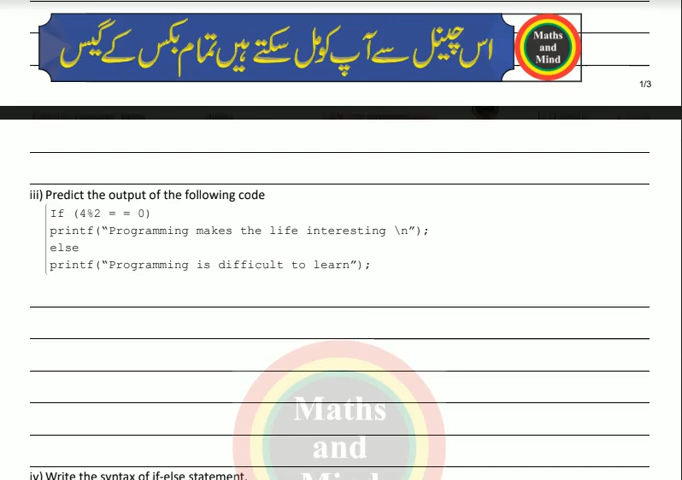 اس چینل سے آپ کو مل سکتے ہیں تمام بکس کے گیس
Maths
and
Mind
1/3
iii) Predict the output of the following code
If (4%2 = = 0)
printf(“Programming makes the life interesting \n”);
else
printf(“Programming is difficult to learn”);
Maths
and
Mind
iv) Write the syntax of if-else statement.